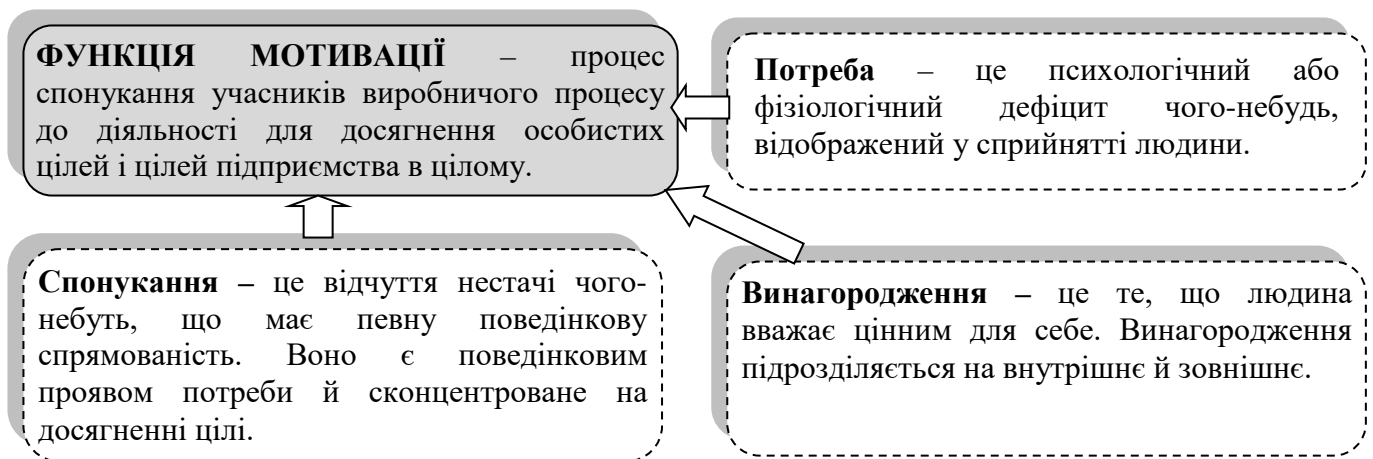 ФУНКЦІЯ МОТИВАЦІЇ – процес
спонукання учасників виробничого процесу
до діяльності для досягнення особистих
цілей і цілей підприємства в цілому.
Потреба – це психологічний або
фізіологічний дефіцит чого-небудь,
відображений у сприйнятті людини.
Спонукання – це відчуття нестачі чого-
небуть, що має певну поведінкову
спрямованість. Воно є поведінковим
проявом потреби й сконцентроване на
досягненні цілі.
Винагородження – це те, що людина
вважає цінним для себе. Винагородження
підрозділяється на внутрішнє й зовнішнє.